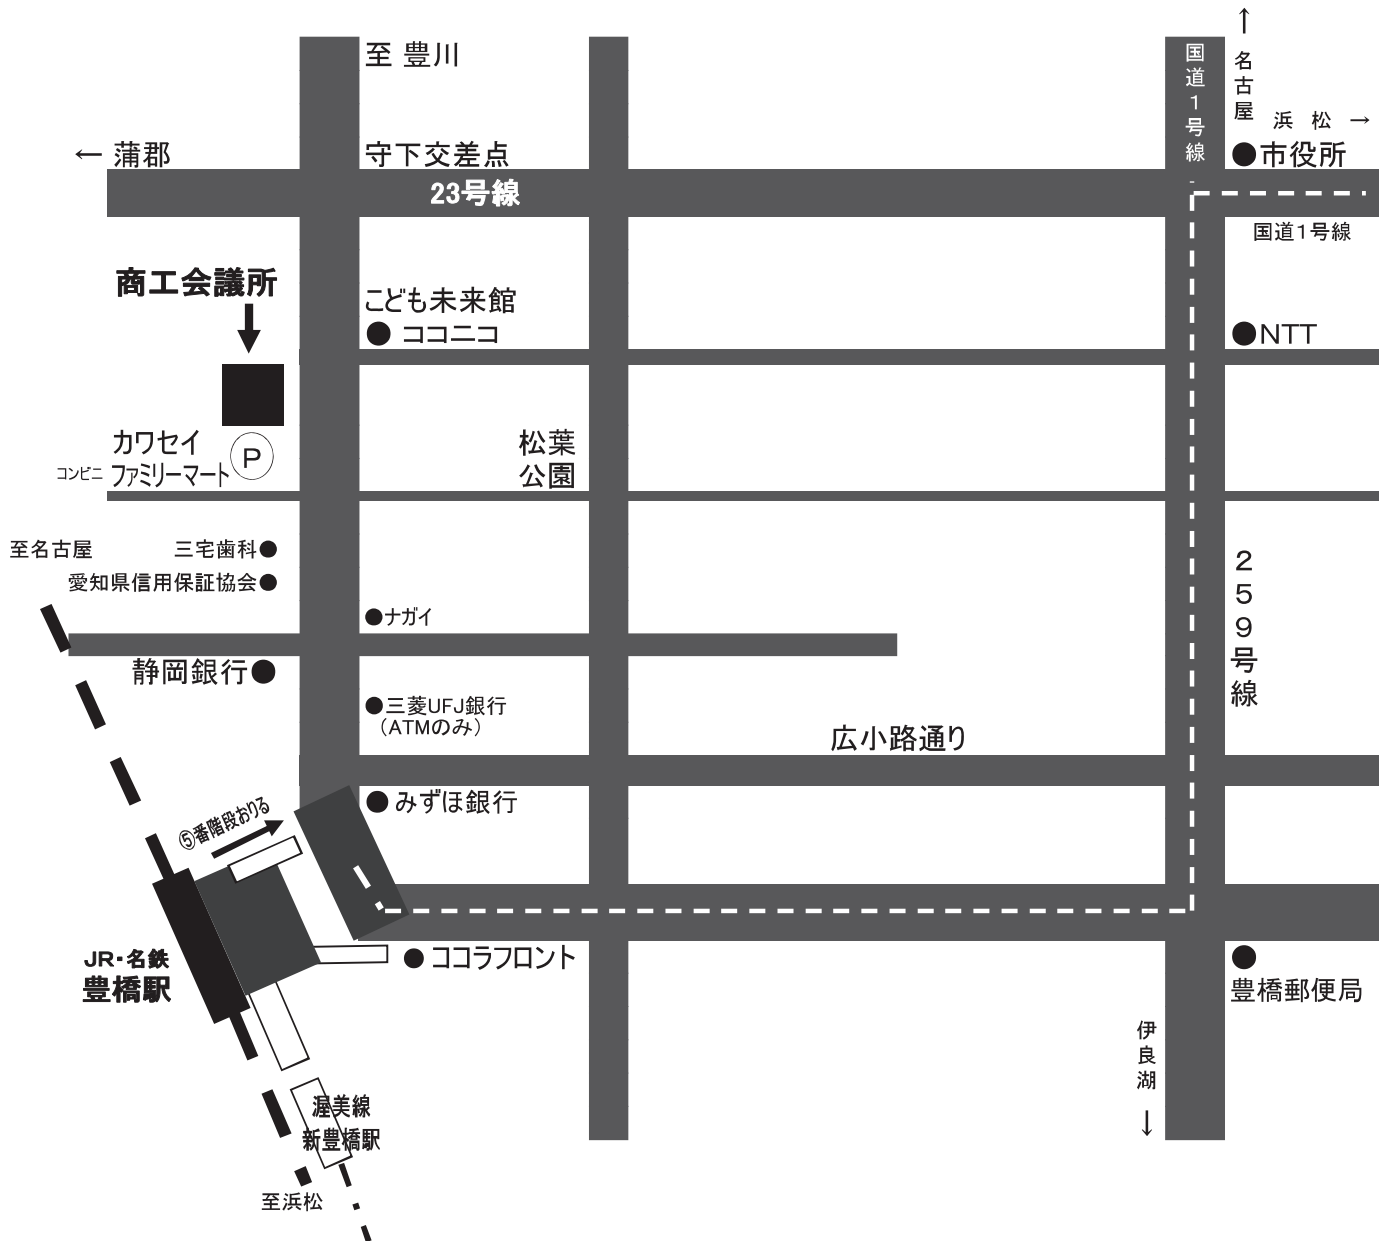 ↑
名古屋
国道1号線
至 豊川
浜 松 →
← 蒲郡
守下交差点
●市役所
23号線
国道1号線
商工会議所
こども未来館
● ココニコ
●NTT
カワセイ
コンビニ ファミリーマート
P
松葉
公園
至名古屋
三宅歯科●
愛知県信用保証協会●
259号線
●ナガイ
静岡銀行●
●三菱UFJ銀行
（ATMのみ）
広小路通り
● みずほ銀行
⑤番階段おりる
JR・名鉄
豊橋駅
● ココラフロント
●
豊橋郵便局
伊良湖
↓
渥美線
新豊橋駅
至浜松